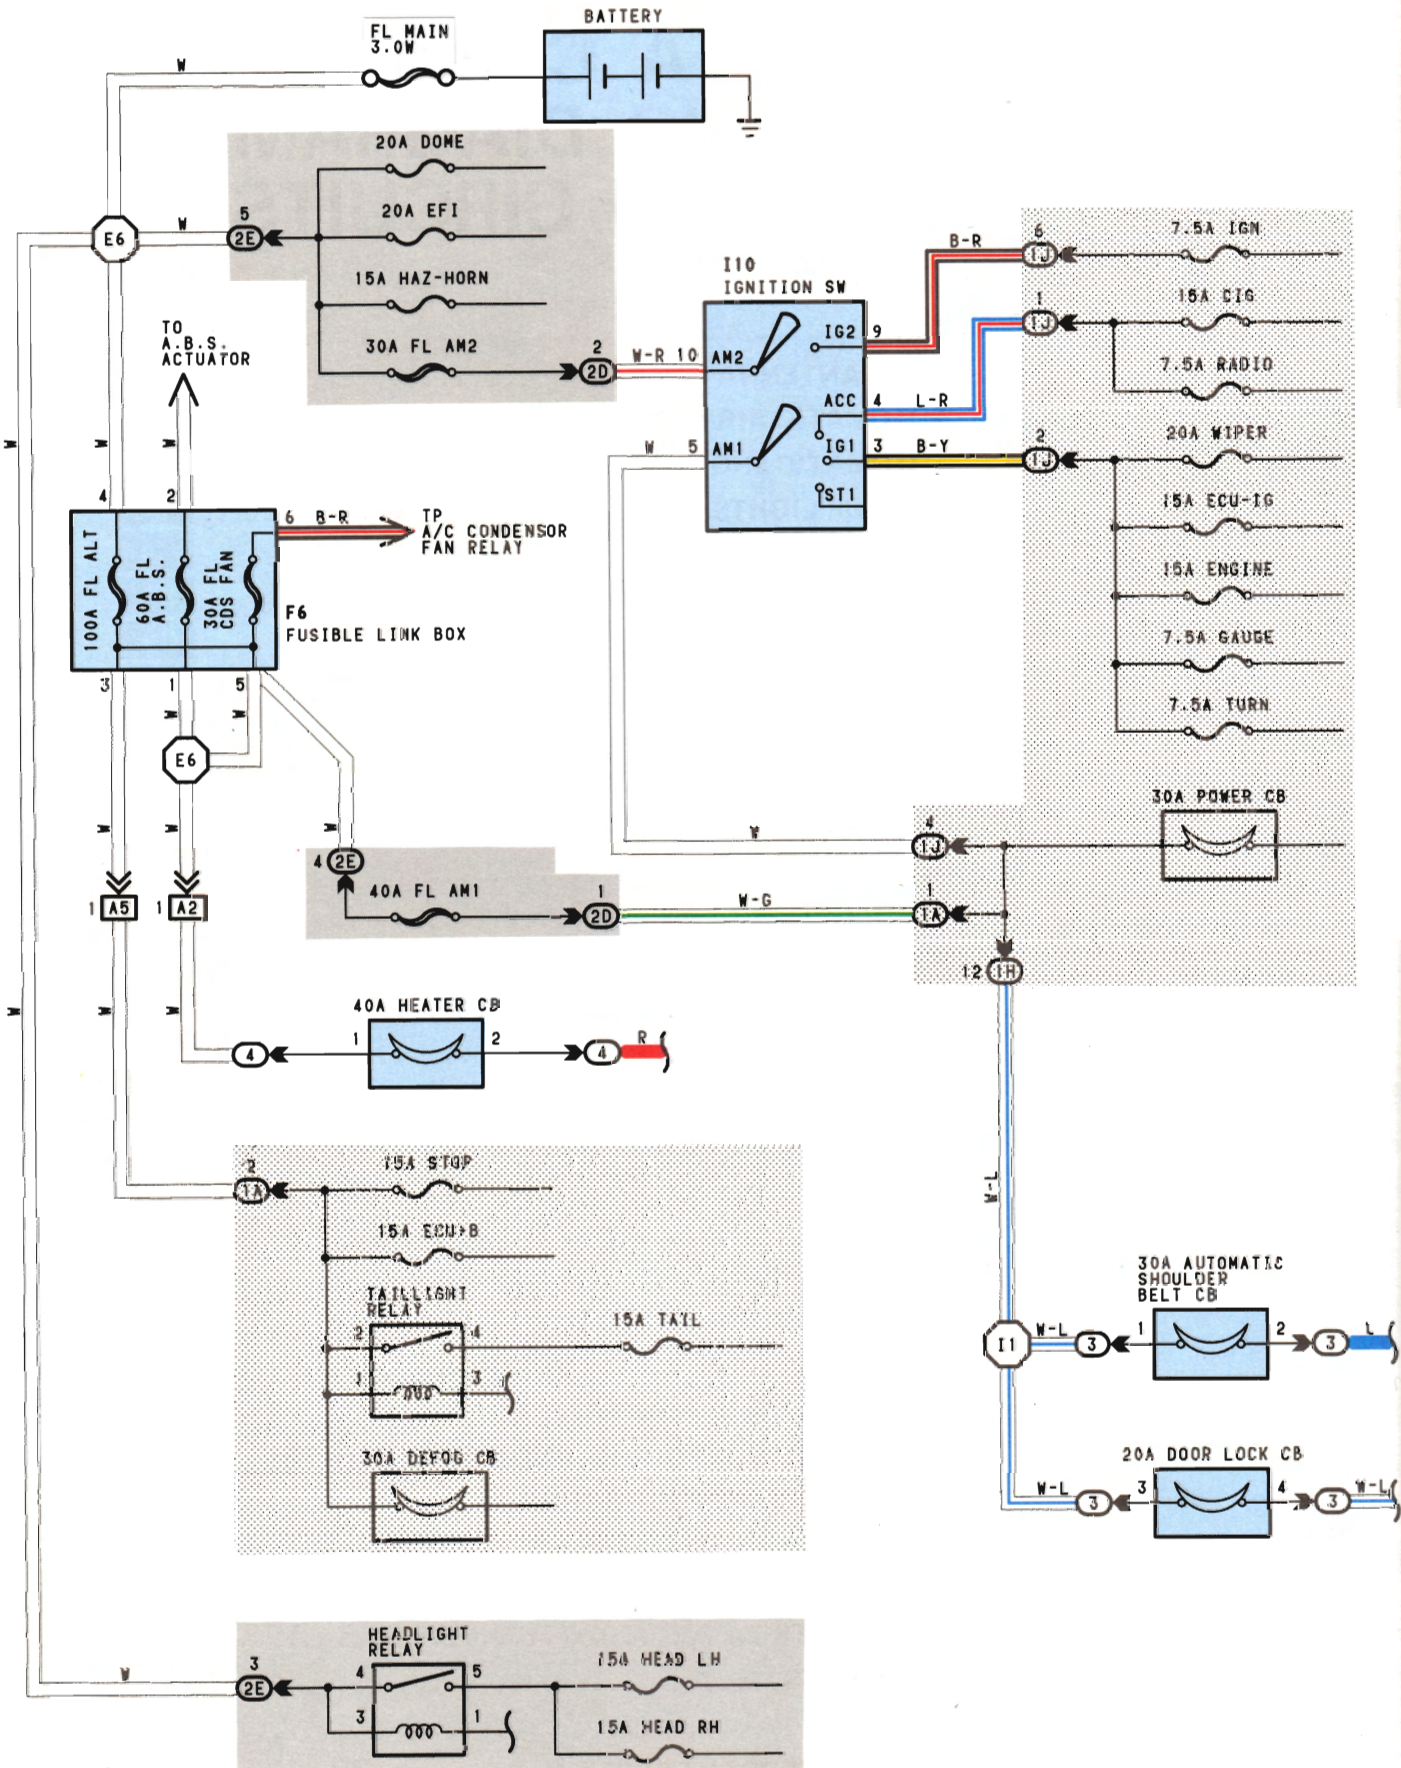 BATTERY
FL MAIN
3.0W
W
20A DOME
20A EFI
15A HAZ-HORN
30A FL AM2
5
2E
W
E6
2
2D
W-R
10
I10
IGNITION SW
AM2
IG2
9
ACC
4
L-R
AM1
IG1
3
B-Y
ST1
W
5
B-R
6
1J
7.5A IGN
1
1J
15A CIG
7.5A RADIO
2
1J
20A WIPER
15A ECU-IG
15A ENGINE
7.5A GAUGE
7.5A TURN
30A POWER CB
TO
A.B.S.
ACTUATOR
W
W
W
4
2
6
B-R
TP
A/C CONDENSOR
FAN RELAY
100A FL ALT
60A FL
A.B.S.
30A FL
CDS FAN
F6
FUSIBLE LINK BOX
3
1
5
W
W
E6
W
W
W
4
2E
40A FL AM1
1
2D
W-G
W
4
1J
1
1A
12
1H
1
A5
1
A2
W
W
W
40A HEATER CB
4
1
2
4
R
2
1A
15A STOP
15A ECU+B
TAILLIGHT
RELAY
2
4
1
3
15A TAIL
30A DEFOG CB
W-L
30A AUTOMATIC
SHOULDER
BELT CB
I1
W-L
3
1
2
3
L
20A DOOR LOCK CB
W-L
3
3
4
3
W-L
HEADLIGHT
RELAY
W
3
2E
4
5
3
1
15A HEAD LH
15A HEAD RH